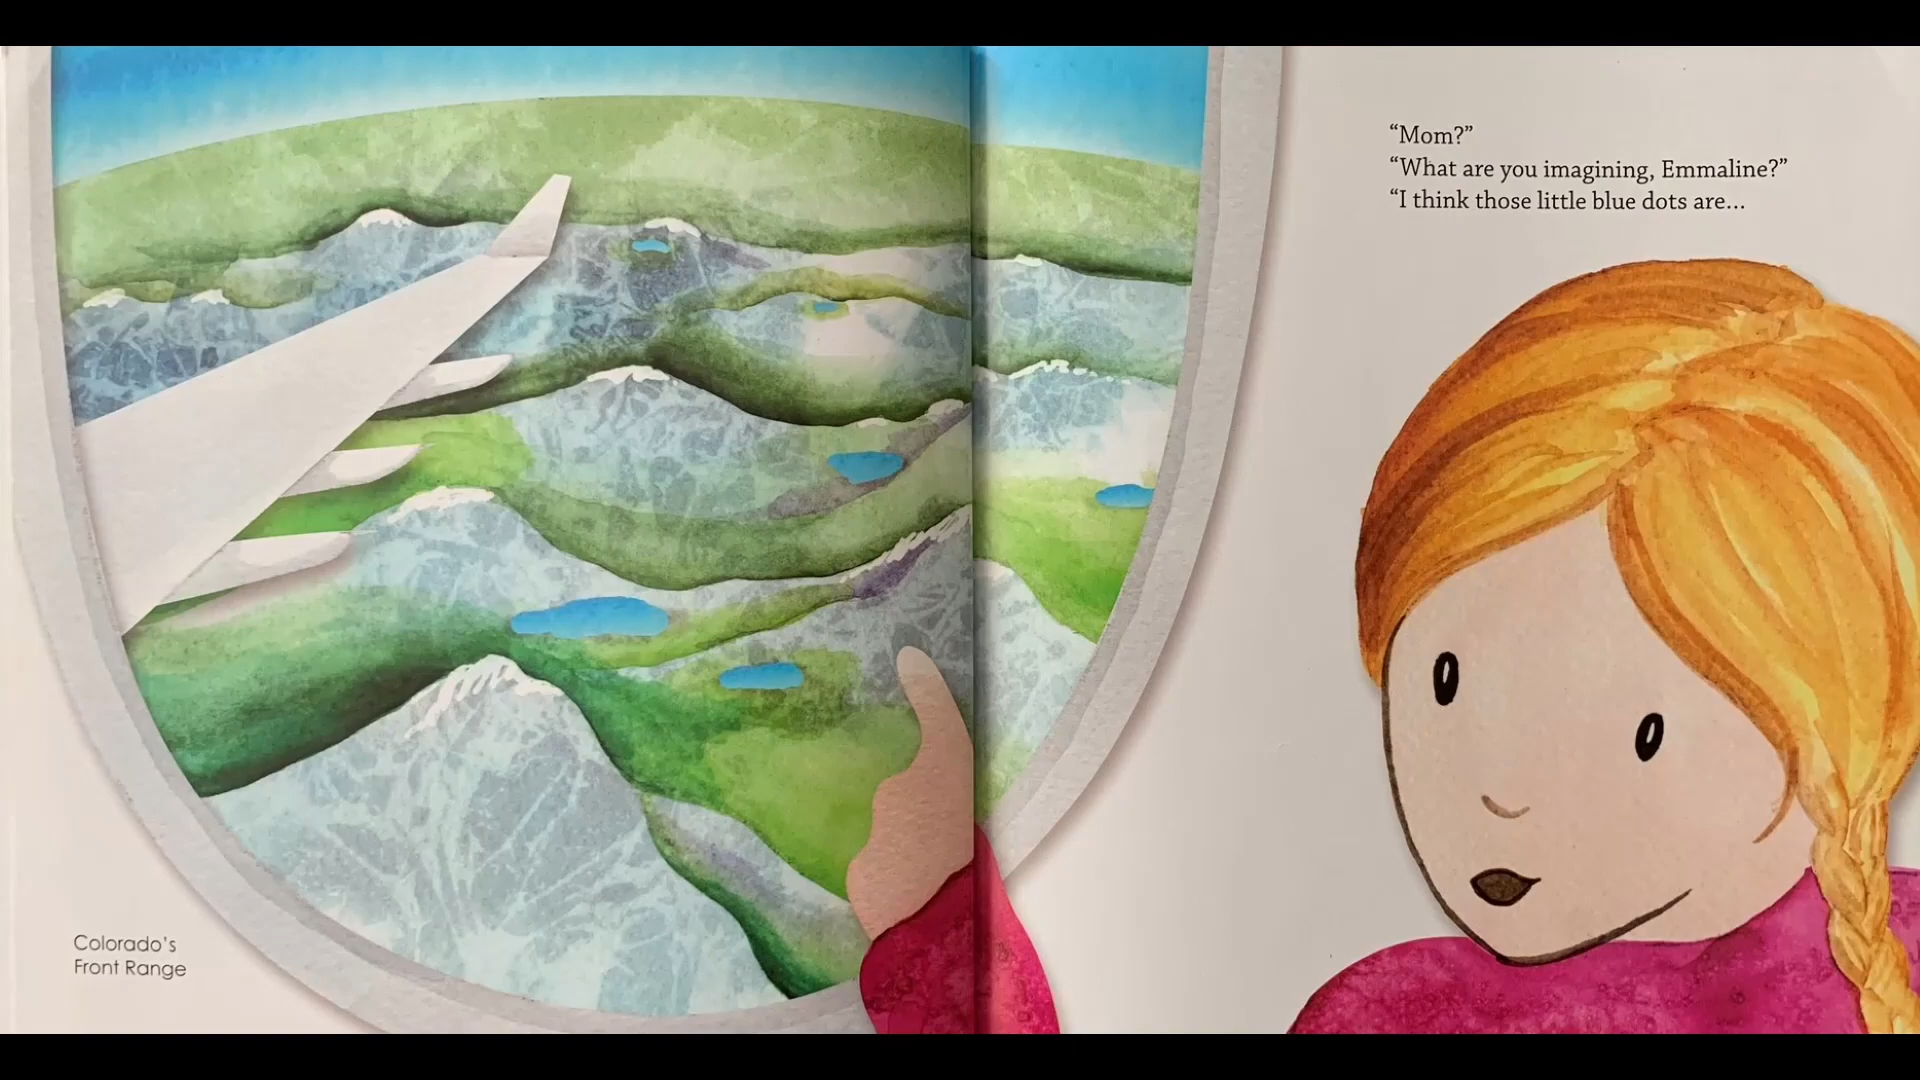 “Mom?”
“What are you imagining, Emmaline?”
“I think those little blue dots are...
Colorado’s
Front Range